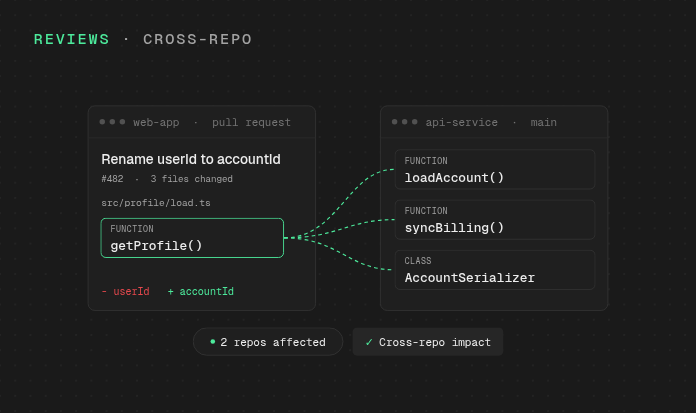 REVIEWS · CROSS-REPO
web-app · pull request
Rename userId to accountId
#482 · 3 files changed
src/profile/load.ts
FUNCTION
getProfile()
- userId + accountId
api-service · main
FUNCTION
loadAccount()
FUNCTION
syncBilling()
CLASS
AccountSerializer
2 repos affected
✓ Cross-repo impact